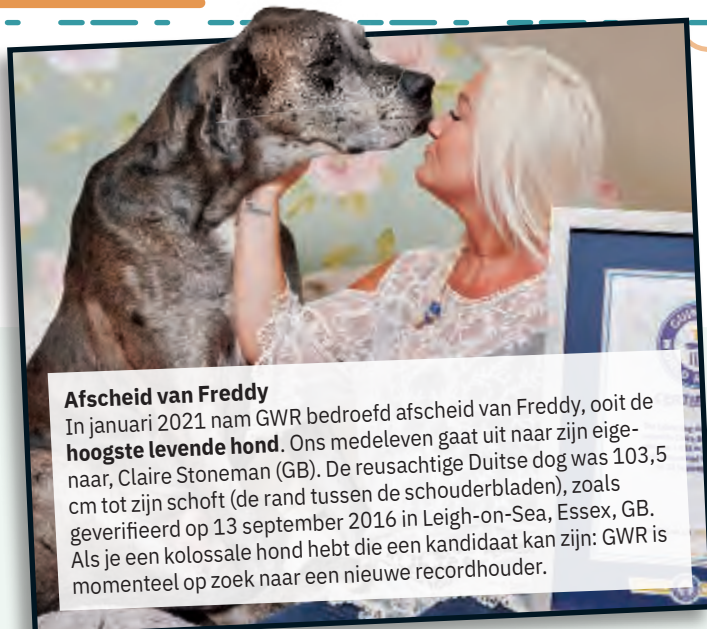 Afscheid van Freddy
In januari 2021 nam GWR bedroefd afscheid van Freddy, ooit de
hoogste levende hond. Ons medeleven gaat uit naar zijn eige-
naar, Claire Stoneman (GB). De reusachtige Duitse dog was 103,5
cm tot zijn schoft (de rand tussen de schouderbladen), zoals
geverifieerd op 13 september 2016 in Leigh-on-Sea, Essex, GB.
Als je een kolossale hond hebt die een kandidaat kan zijn: GWR is
momenteel op zoek naar een nieuwe recordhouder.